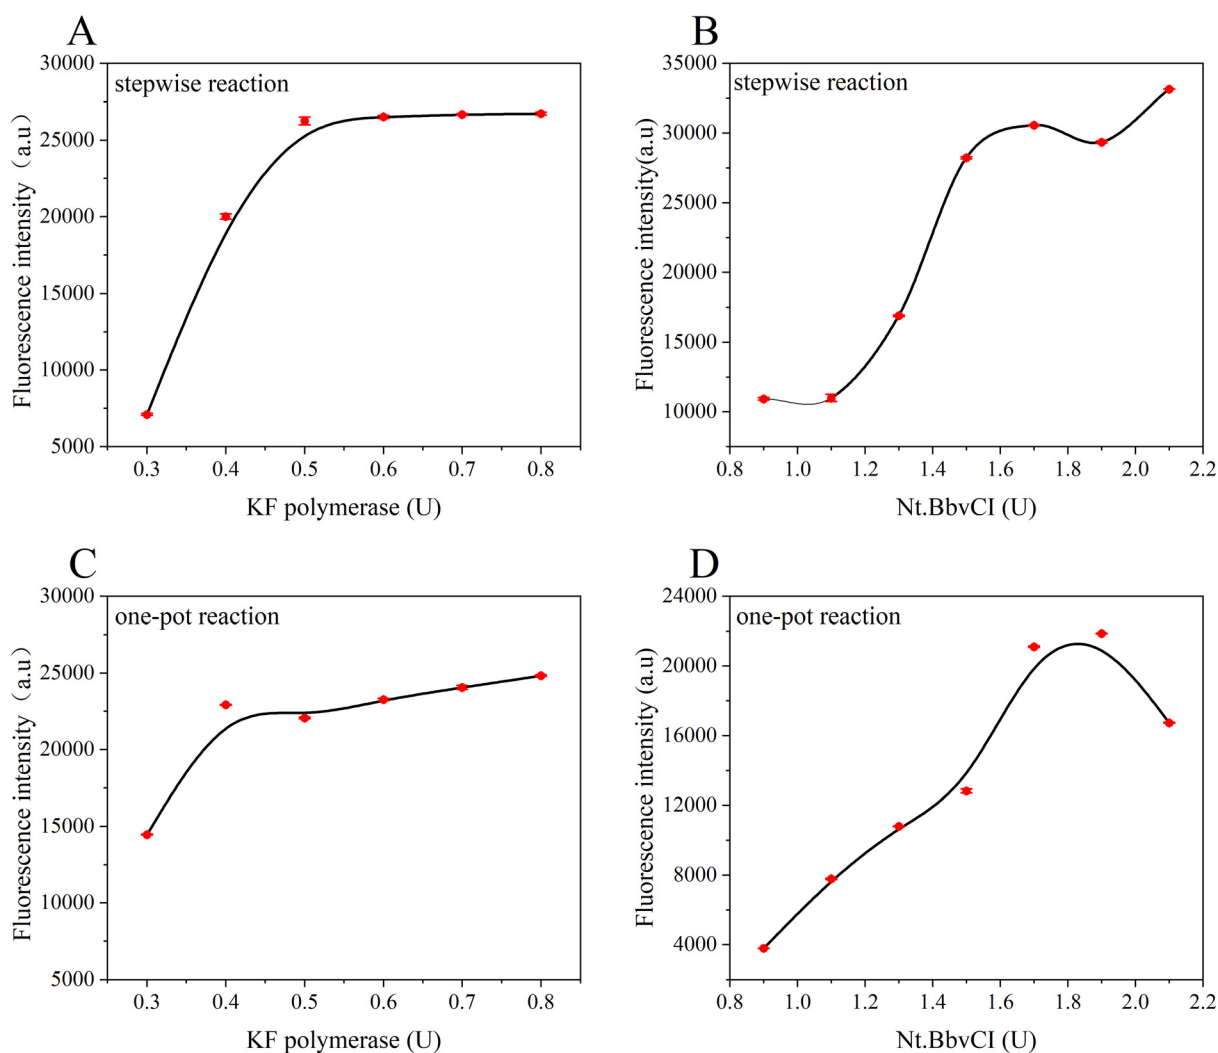 A
stepwise reaction
Fluorescence intensity（a.u）
30000
25000
20000
15000
10000
5000
0.3 0.4 0.5 0.6 0.7 0.8
KF polymerase (U)
B
stepwise reaction
Fluorescence intensity(a.u)
35000
30000
25000
20000
15000
10000
0.8 1.0 1.2 1.4 1.6 1.8 2.0 2.2
Nt.BbvCI (U)
C
one-pot reaction
Fluorescence intensity（a.u）
30000
25000
20000
15000
10000
5000
0.3 0.4 0.5 0.6 0.7 0.8
KF polymerase (U)
D
one-pot reaction
Fluorescence intensity (a.u)
24000
20000
16000
12000
8000
4000
0.8 1.0 1.2 1.4 1.6 1.8 2.0 2.2
Nt.BbvCI (U)